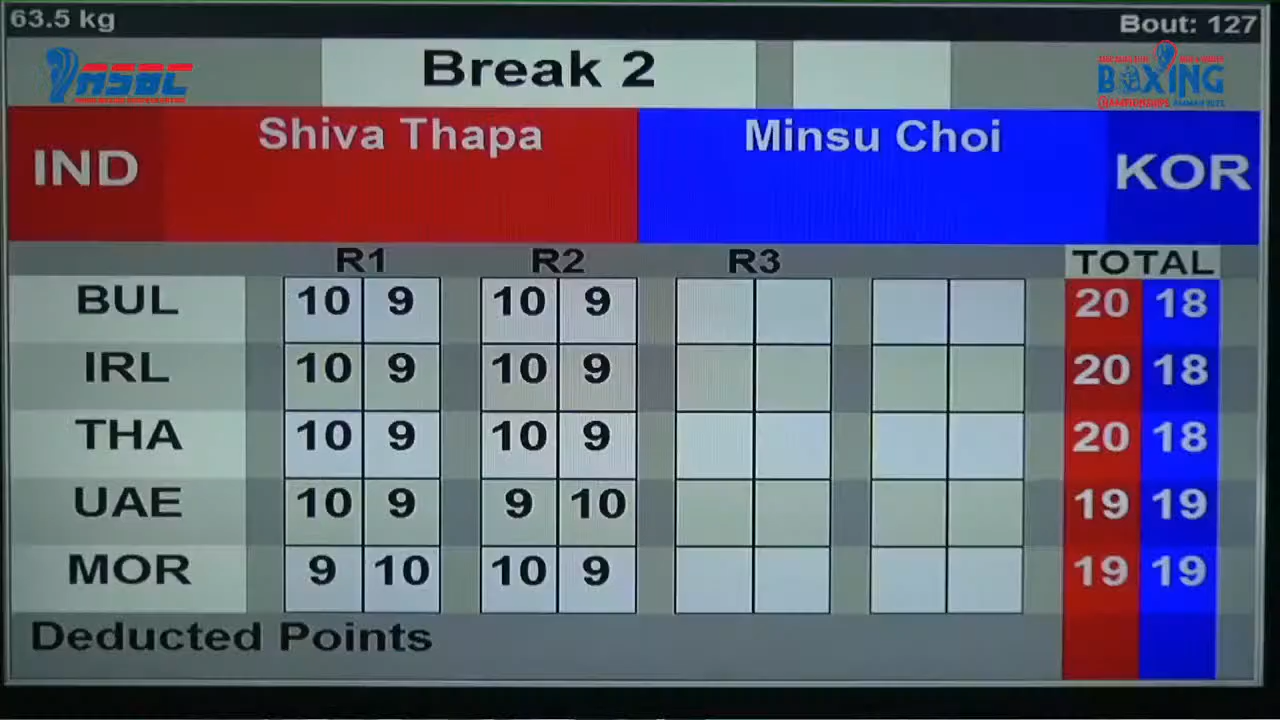 63.5 kg
Bout: 127
ASBC
Break 2
BOXING
CHAMPIONSHIPS
IND
Shiva Thapa
Minsu Choi
KOR
R1 R2 R3 TOTAL
BUL 10 9 10 9 20 18
IRL 10 9 10 9 20 18
THA 10 9 10 9 20 18
UAE 10 9 9 10 19 19
MOR 9 10 10 9 19 19
Deducted Points